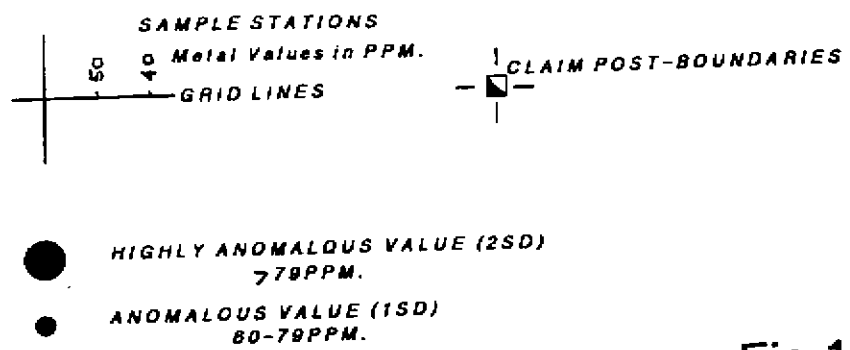 SAMPLE STATIONS
50 40 Metal Values in PPM.
GRID LINES
CLAIM POST-BOUNDARIES
HIGHLY ANOMALOUS VALUE (2SD)
>79PPM.
ANOMALOUS VALUE (1SD)
60-79PPM.